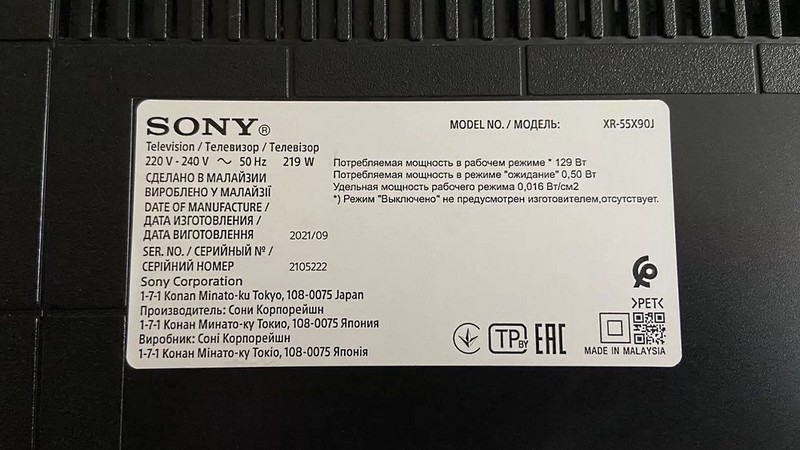 SONY®
MODEL NO. / МОДЕЛЬ: XR-55X90J
Television / Телевизор / Телевізор
220 V - 240 V ~ 50 Hz 219 W
СДЕЛАНО В МАЛАЙЗИИ
ВИРОБЛЕНО У МАЛАЙЗІЇ
DATE OF MANUFACTURE /
ДАТА ИЗГОТОВЛЕНИЯ /
ДАТА ВИГОТОВЛЕННЯ 2021/09
SER. NO. / СЕРИЙНЫЙ № /
СЕРІЙНИЙ НОМЕР 2105222
Sony Corporation
1-7-1 Konan Minato-ku Tokyo, 108-0075 Japan
Производитель: Сони Корпорейшн
1-7-1 Конан Минато-ку Токио, 108-0075 Япония
Виробник: Соні Корпорейшн
1-7-1 Конан Мінато-ку Токіо, 108-0075 Японія
Потребляемая мощность в рабочем режиме * 129 Вт
Потребляемая мощность в режиме "ожидание" 0,50 Вт
Удельная мощность рабочего режима 0,016 Вт/см2
*) Режим "Выключено" не предусмотрен изготовителем,отсутствует.
>PET<
TP BY EAC
MADE IN MALAYSIA